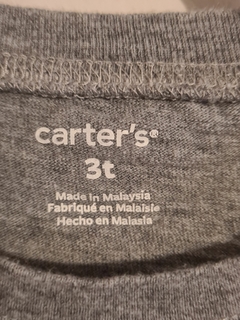 carter's®
3t
Made in Malaysia
Fabriqué en Malaisie
Hecho en Malasia